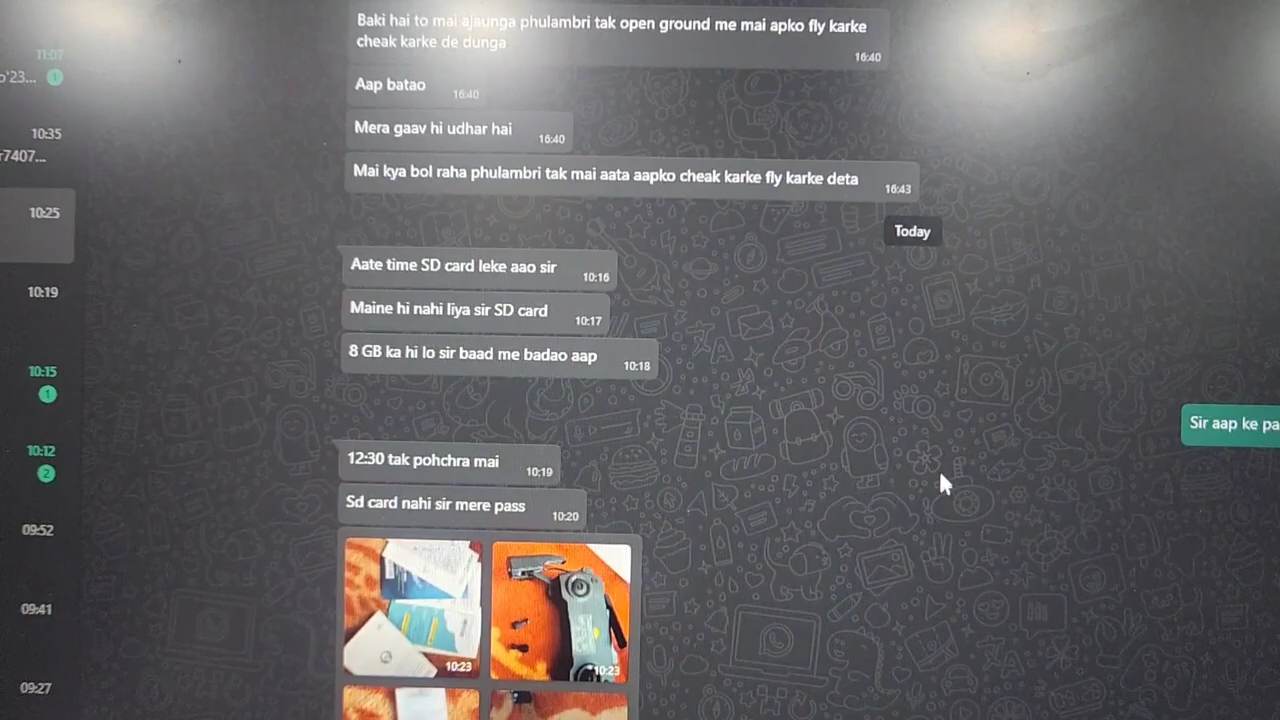 Baki hai to mai ajaunga phulambri tak open ground me mai apko fly karke
cheak karke de dunga
16:40
11:07
o'23...
1
Aap batao
16:40
10:35
Mera gaav hi udhar hai
16:40
r7407...
Mai kya bol raha phulambri tak mai aata aapko cheak karke fly karke deta
16:43
10:25
Today
Aate time SD card leke aao sir
10:16
10:19
Maine hi nahi liya sir SD card
10:17
8 GB ka hi lo sir baad me badao aap
10:18
10:15
1
Sir aap ke pa
10:12
2
12:30 tak pohchra mai
10:19
Sd card nahi sir mere pass
10:20
09:52
09:41
10:23
10:23
09:27